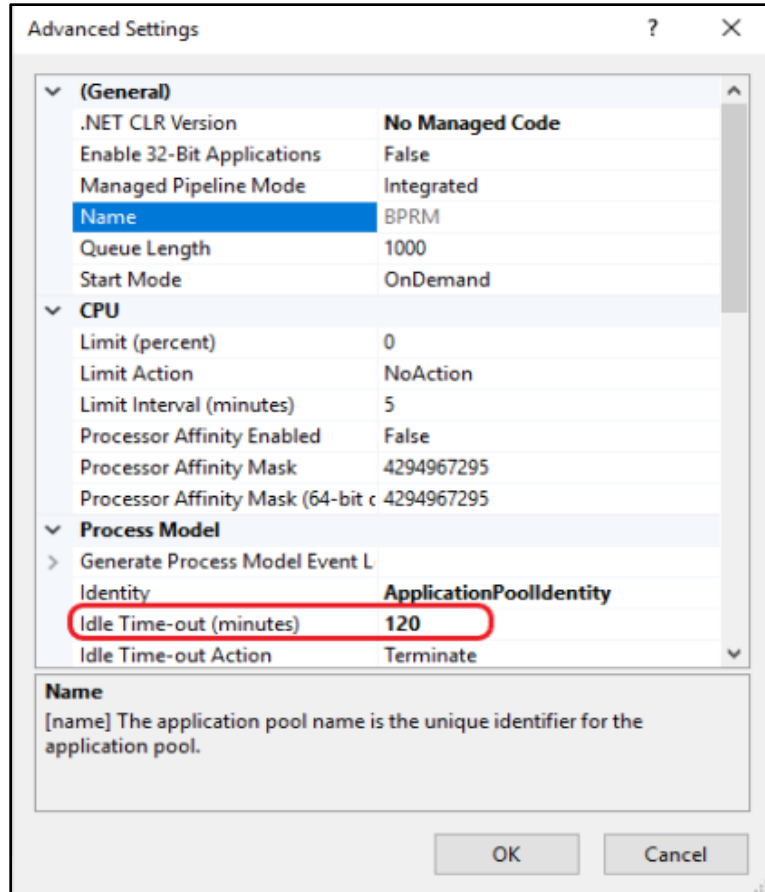 Advanced Settings ? ×
(General)
.NET CLR Version No Managed Code
Enable 32-Bit Applications False
Managed Pipeline Mode Integrated
Name BPRM
Queue Length 1000
Start Mode OnDemand
CPU
Limit (percent) 0
Limit Action NoAction
Limit Interval (minutes) 5
Processor Affinity Enabled False
Processor Affinity Mask 4294967295
Processor Affinity Mask (64-bit c 4294967295
Process Model
Generate Process Model Event L
Identity ApplicationPoolIdentity
Idle Time-out (minutes) 120
Idle Time-out Action Terminate
Name
[name] The application pool name is the unique identifier for the
application pool.
OK Cancel